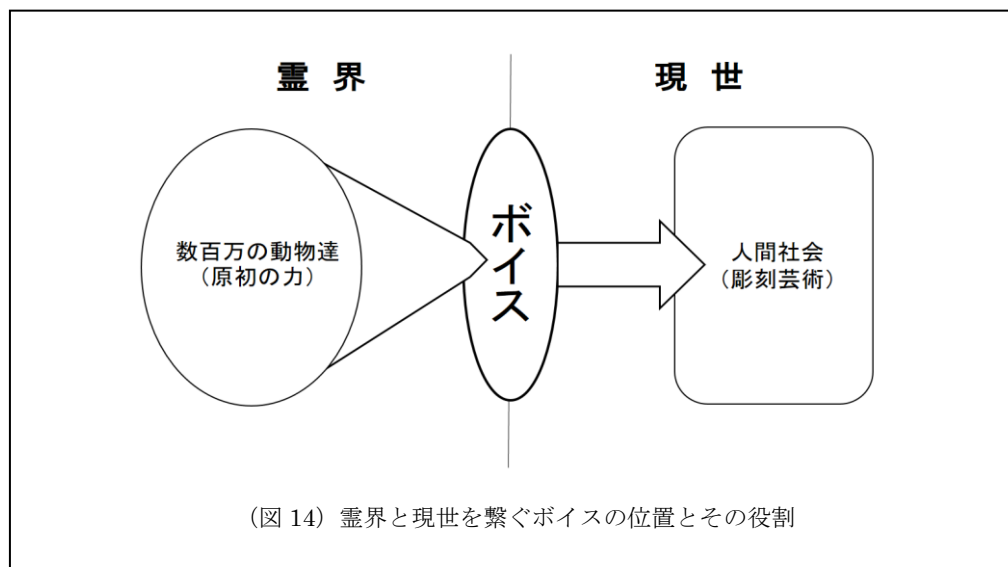 霊 界
現 世
数百万の動物達
（原初の力）
ボイス
人間社会
（彫刻芸術）
（図 14）霊界と現世を繋ぐボイスの位置とその役割